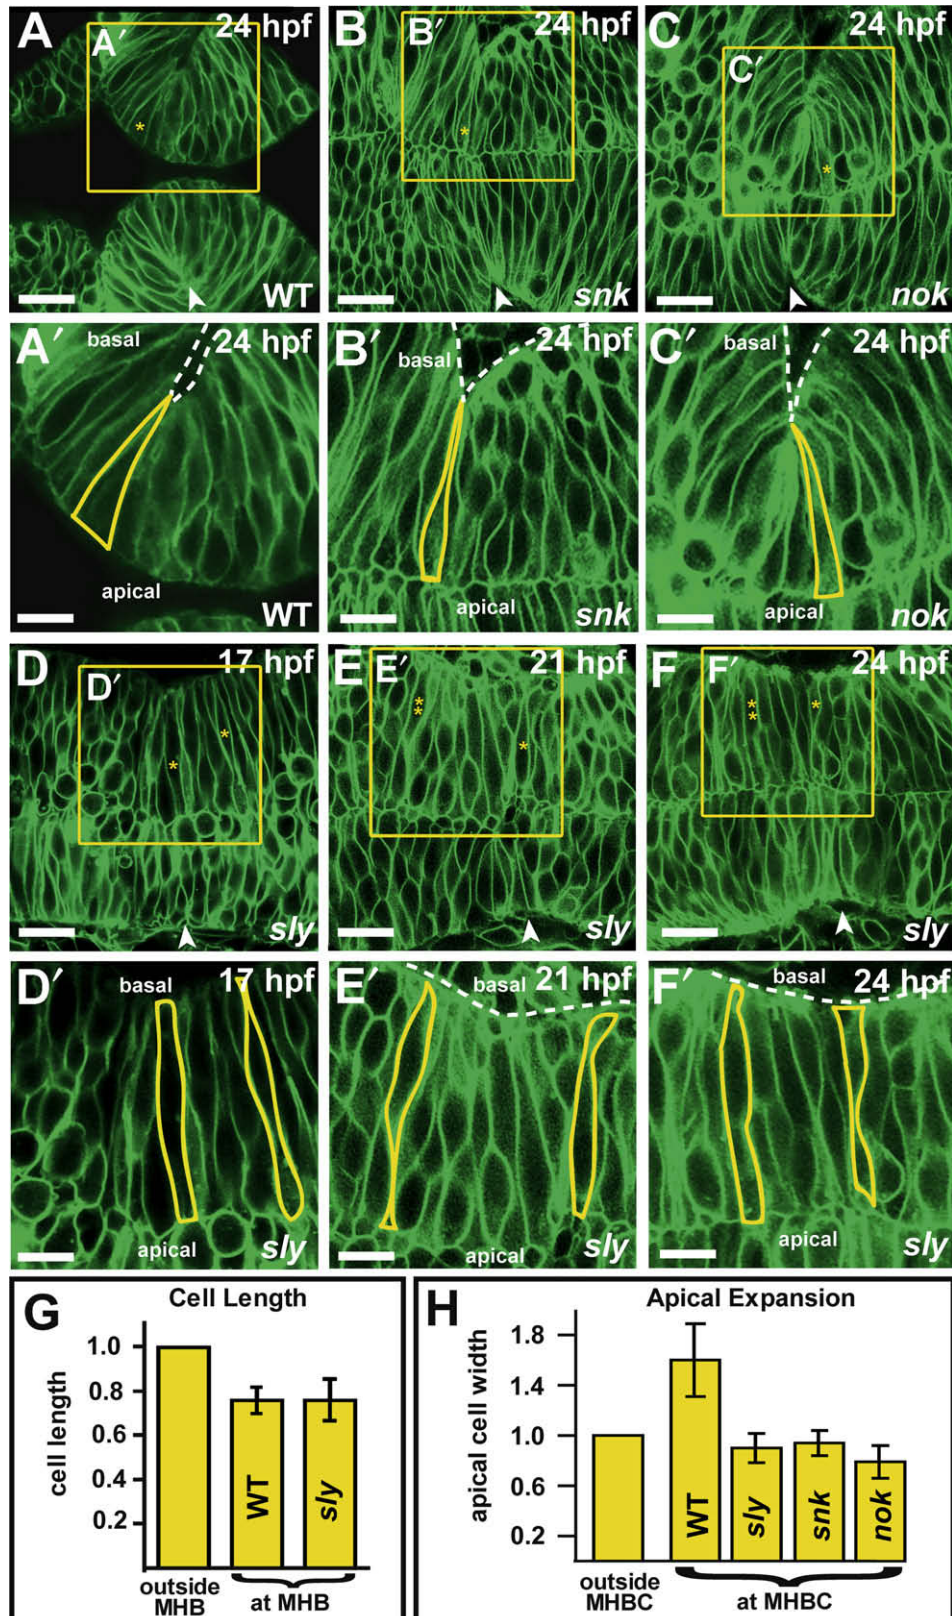 A A′ 24 hpf WT
B B′ 24 hpf snk
C C′ 24 hpf nok
A′ basal 24 hpf apical WT
B′ basal 24 hpf apical snk
C′ basal 24 hpf apical nok
D D′ 17 hpf sly
E E′ 21 hpf sly
F F′ 24 hpf sly
D′ basal 17 hpf apical sly
E′ basal 21 hpf apical sly
F′ basal 24 hpf sly
G Cell Length
cell length
1.0
0.8
0.6
0.4
0.2
WT
sly
outside MHB
at MHB
H Apical Expansion
apical cell width
1.8
1.4
1.0
0.6
0.2
WT
sly
snk
nok
outside MHBC
at MHBC